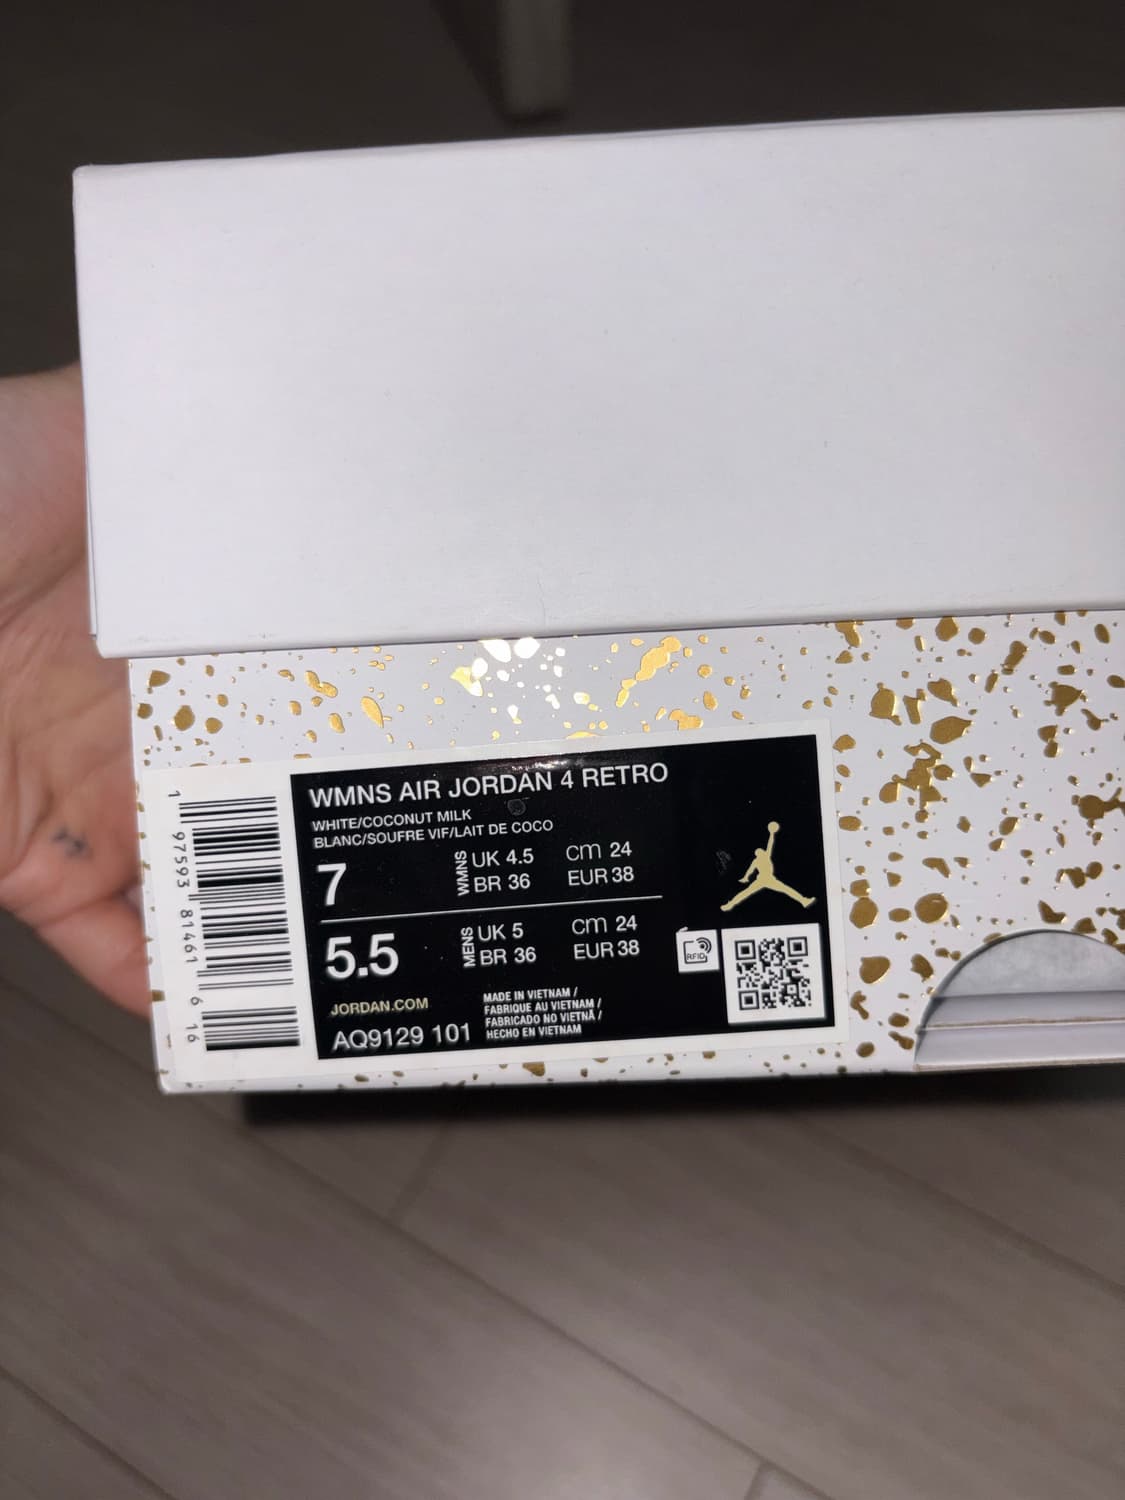 WMNS AIR JORDAN 4 RETRO
WHITE/COCONUT MILK
BLANC/SOUFRE VIF/LAIT DE COCO
7 WMNS UK 4.5 cm 24
BR 36 EUR 38
5.5 MENS UK 5 cm 24
BR 36 EUR 38
JORDAN.COM
AQ9129 101
MADE IN VIETNAM /
FABRIQUE AU VIETNAM /
FABRICADO NO VIETNÃ /
HECHO EN VIETNAM
RFID
1 97593 81461 6 16